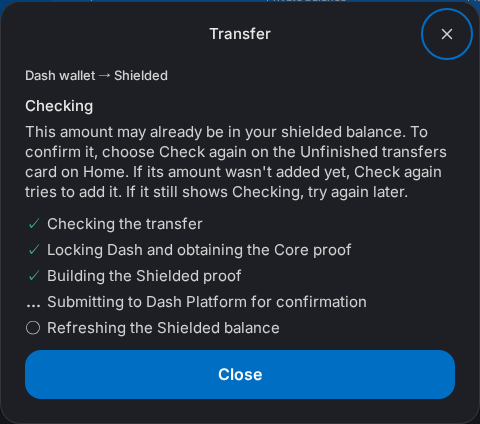 Transfer
Dash wallet → Shielded
Checking
This amount may already be in your shielded balance. To
confirm it, choose Check again on the Unfinished transfers
card on Home. If its amount wasn't added yet, Check again
tries to add it. If it still shows Checking, try again later.
✓ Checking the transfer
✓ Locking Dash and obtaining the Core proof
✓ Building the Shielded proof
... Submitting to Dash Platform for confirmation
○ Refreshing the Shielded balance
Close